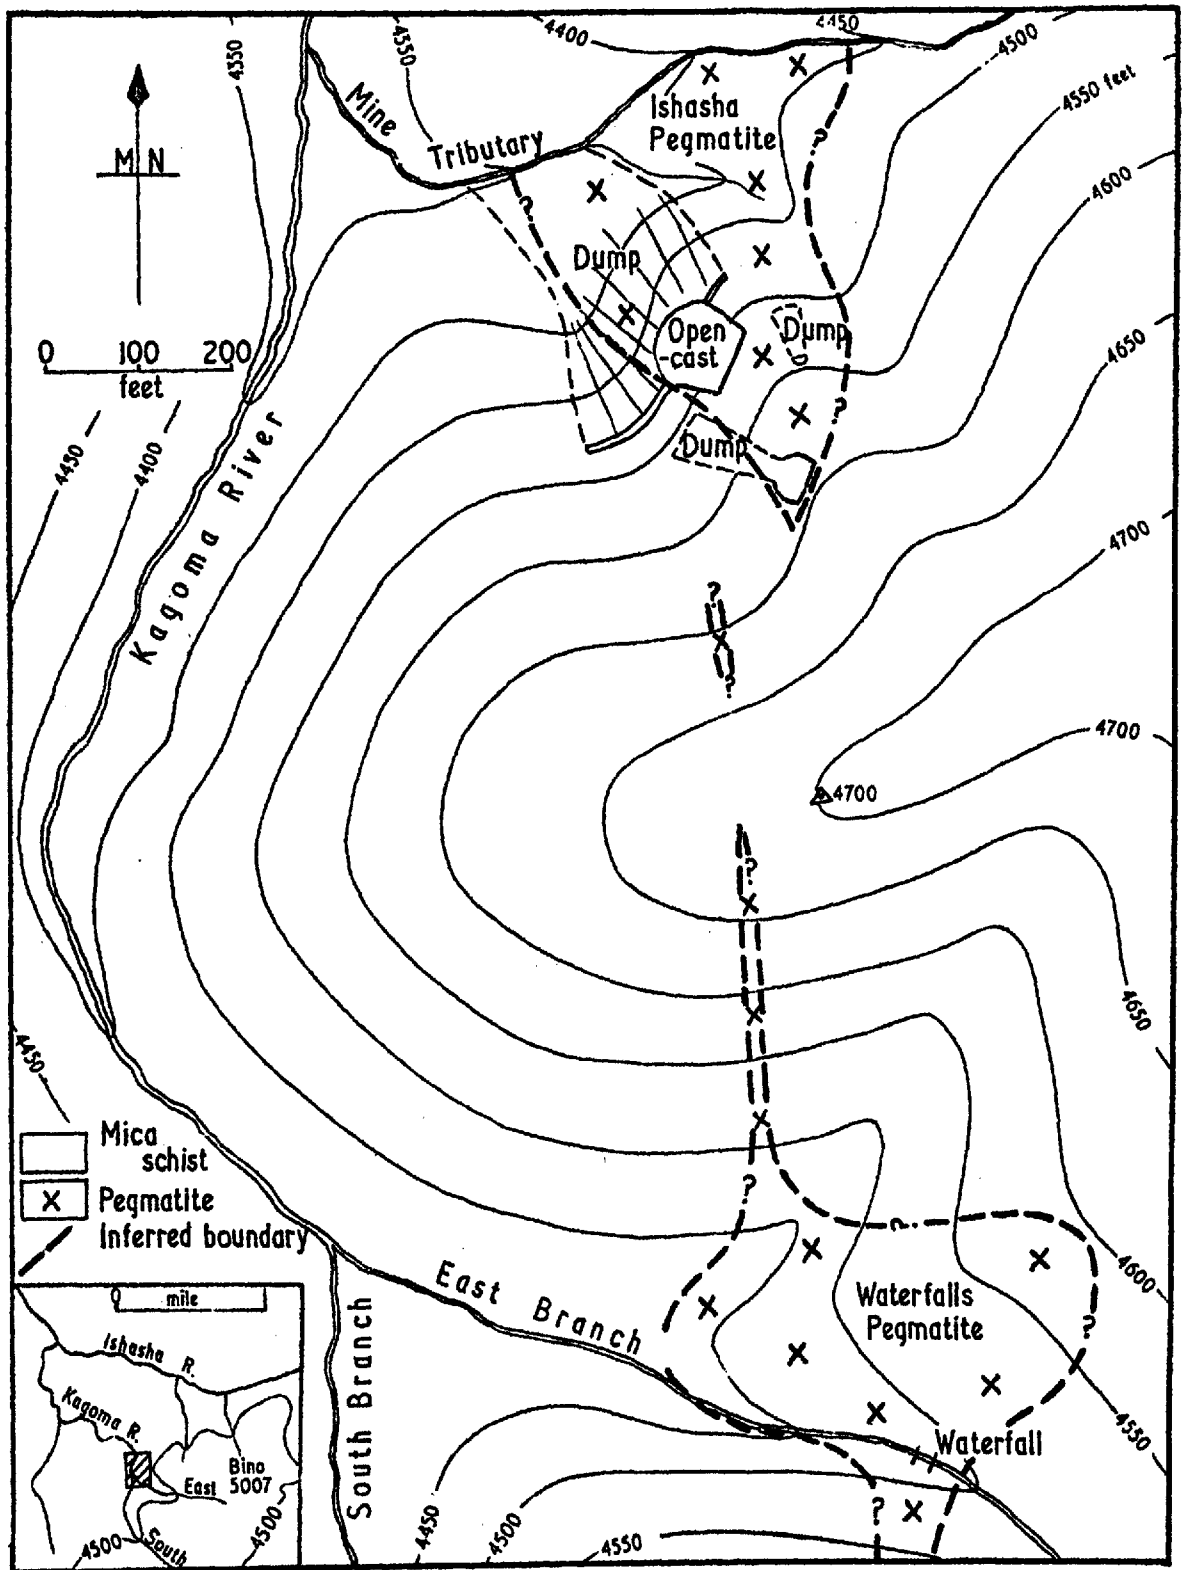 4350
4350
4400
4450
4500
4550 feet
4600
4650
4700
4700
4700
4650
4600
4550
M N
Mine
Tributary
Ishasha
Pegmatite
?
?
Dump
Open
-cast
Dump
?
Dump
0 100 200
feet
4450
4400
Kagoma River
?
?
?
?
?
?
?
4450
Mica
schist
X Pegmatite
Inferred boundary
East Branch
South Branch
Waterfalls
Pegmatite
Waterfall
4450
4500
4550
0
mile
Ishasha R.
Kagoma R.
Bino
5007
East
South
4500
4500